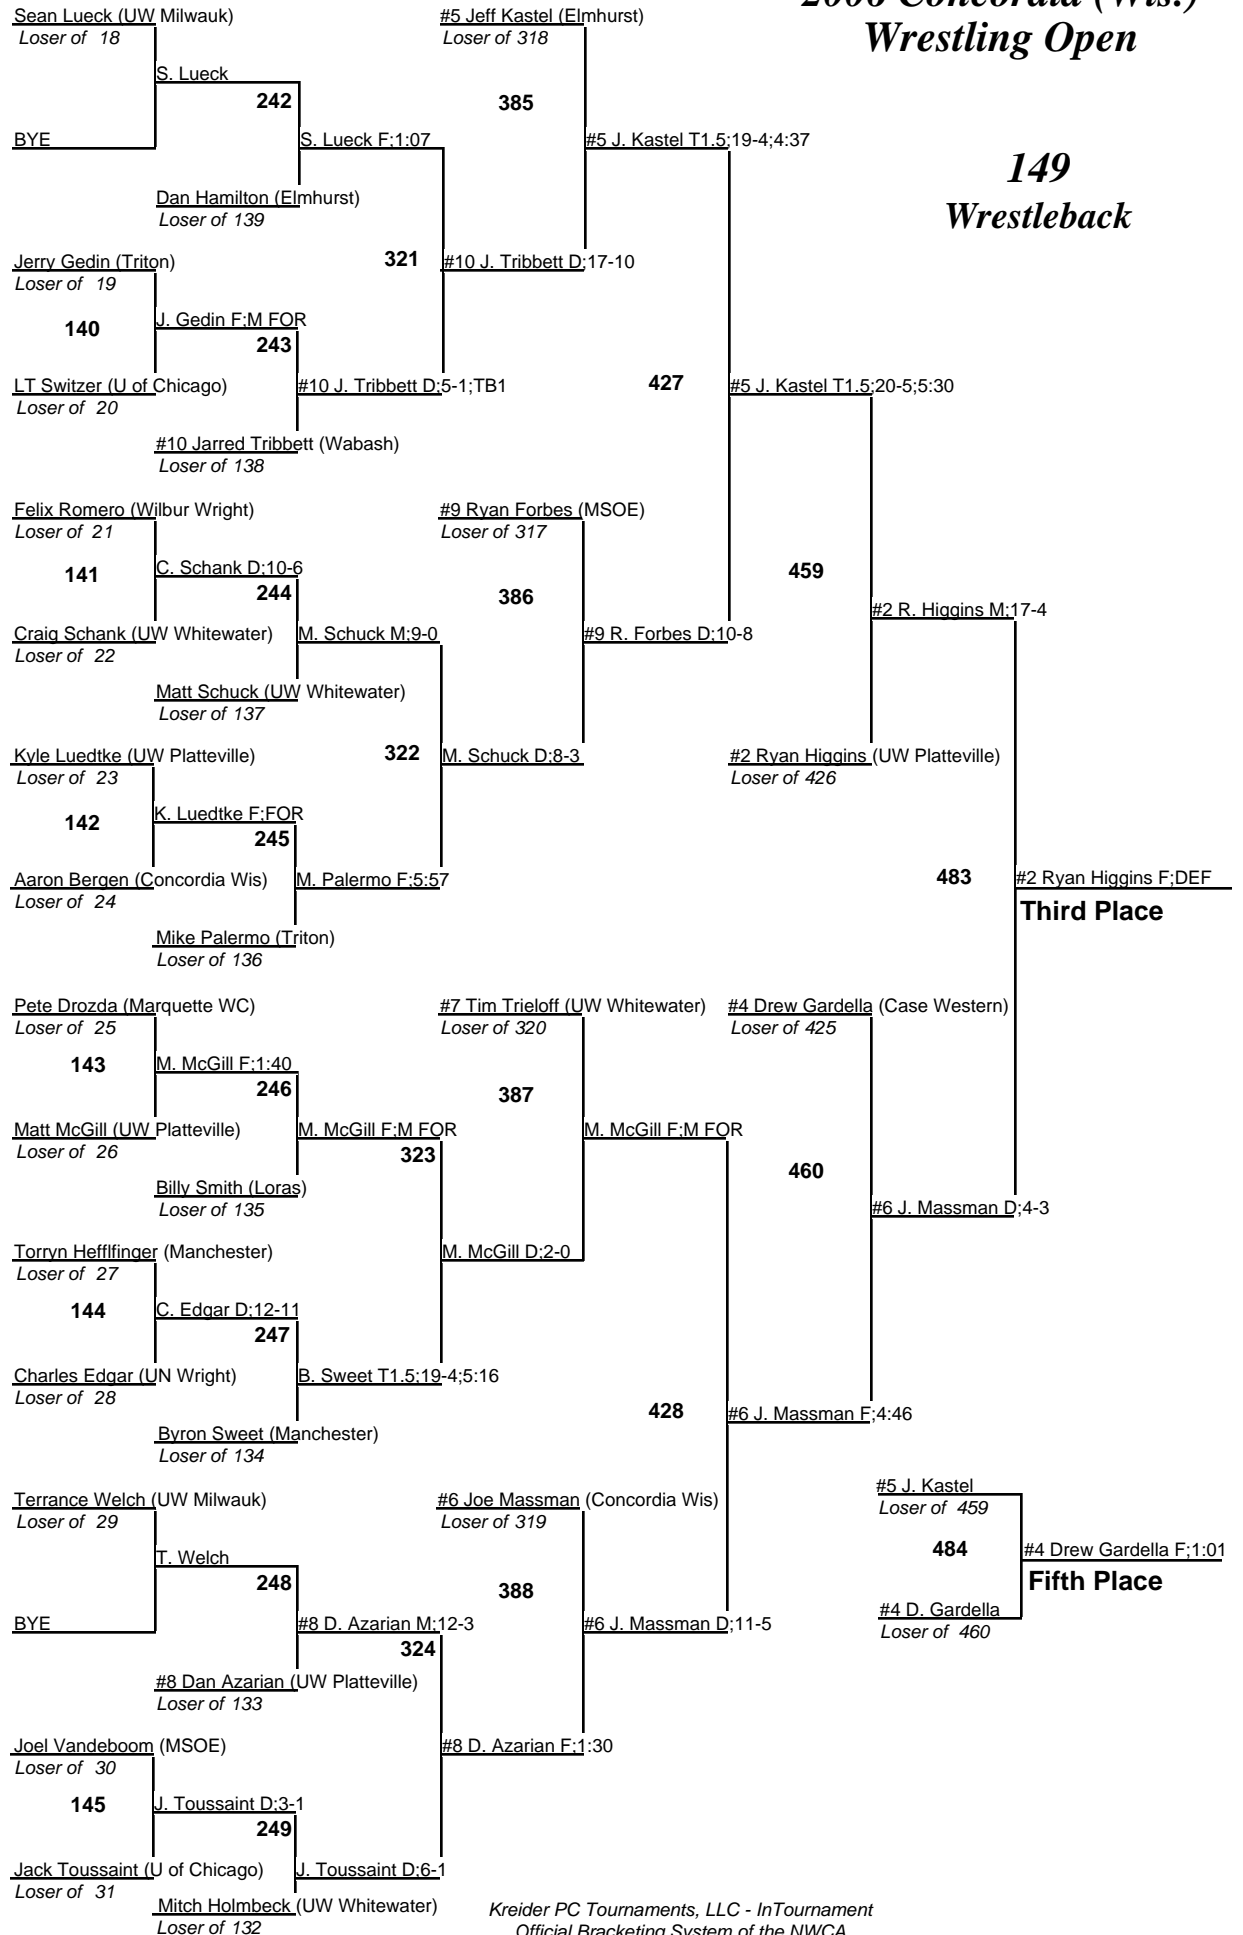 2006 Concordia (Wis.)
Wrestling Open
149
Wrestleback
Sean Lueck (UW Milwauk)
Loser of 18
S. Lueck
242
BYE
S. Lueck F;1:07
Dan Hamilton (Elmhurst)
Loser of 139
321
Jerry Gedin (Triton)
Loser of 19
140
J. Gedin F;M FOR
243
LT Switzer (U of Chicago)
Loser of 20
#10 J. Tribbett D;5-1;TB1
#10 Jarred Tribbett (Wabash)
Loser of 138
#5 Jeff Kastel (Elmhurst)
Loser of 318
385
#5 J. Kastel T1.5;19-4;4:37
#10 J. Tribbett D;17-10
427
#5 J. Kastel T1.5;20-5;5:30
Felix Romero (Wilbur Wright)
Loser of 21
141
C. Schank D;10-6
244
Craig Schank (UW Whitewater)
Loser of 22
M. Schuck M;9-0
Matt Schuck (UW Whitewater)
Loser of 137
322
M. Schuck D;8-3
Kyle Luedtke (UW Platteville)
Loser of 23
142
K. Luedtke F;FOR
245
Aaron Bergen (Concordia Wis)
Loser of 24
M. Palermo F;5:57
Mike Palermo (Triton)
Loser of 136
#9 Ryan Forbes (MSOE)
Loser of 317
386
#9 R. Forbes D;10-8
459
#2 R. Higgins M;17-4
#2 Ryan Higgins (UW Platteville)
Loser of 426
483
#2 Ryan Higgins F;DEF
Third Place
Pete Drozda (Marquette WC)
Loser of 25
143
M. McGill F;1:40
246
Matt McGill (UW Platteville)
Loser of 26
M. McGill F;M FOR
323
Billy Smith (Loras)
Loser of 135
Torryn Hefflfinger (Manchester)
Loser of 27
144
C. Edgar D;12-11
247
Charles Edgar (UN Wright)
Loser of 28
B. Sweet T1.5;19-4;5:16
Byron Sweet (Manchester)
Loser of 134
#7 Tim Trieloff (UW Whitewater)
Loser of 320
387
M. McGill F;M FOR
M. McGill D;2-0
#4 Drew Gardella (Case Western)
Loser of 425
460
#6 J. Massman D;4-3
428
#6 J. Massman F;4:46
Terrance Welch (UW Milwauk)
Loser of 29
T. Welch
248
BYE
#8 D. Azarian M;12-3
324
#8 Dan Azarian (UW Platteville)
Loser of 133
#6 Joe Massman (Concordia Wis)
Loser of 319
388
#6 J. Massman D;11-5
#8 D. Azarian F;1:30
#5 J. Kastel
Loser of 459
484
#4 Drew Gardella F;1:01
Fifth Place
#4 D. Gardella
Loser of 460
Joel Vandeboom (MSOE)
Loser of 30
145
J. Toussaint D;3-1
249
Jack Toussaint (U of Chicago)
Loser of 31
J. Toussaint D;6-1
Mitch Holmbeck (UW Whitewater)
Loser of 132
Kreider PC Tournaments, LLC - InTournament
Official Bracketing System of the NWCA